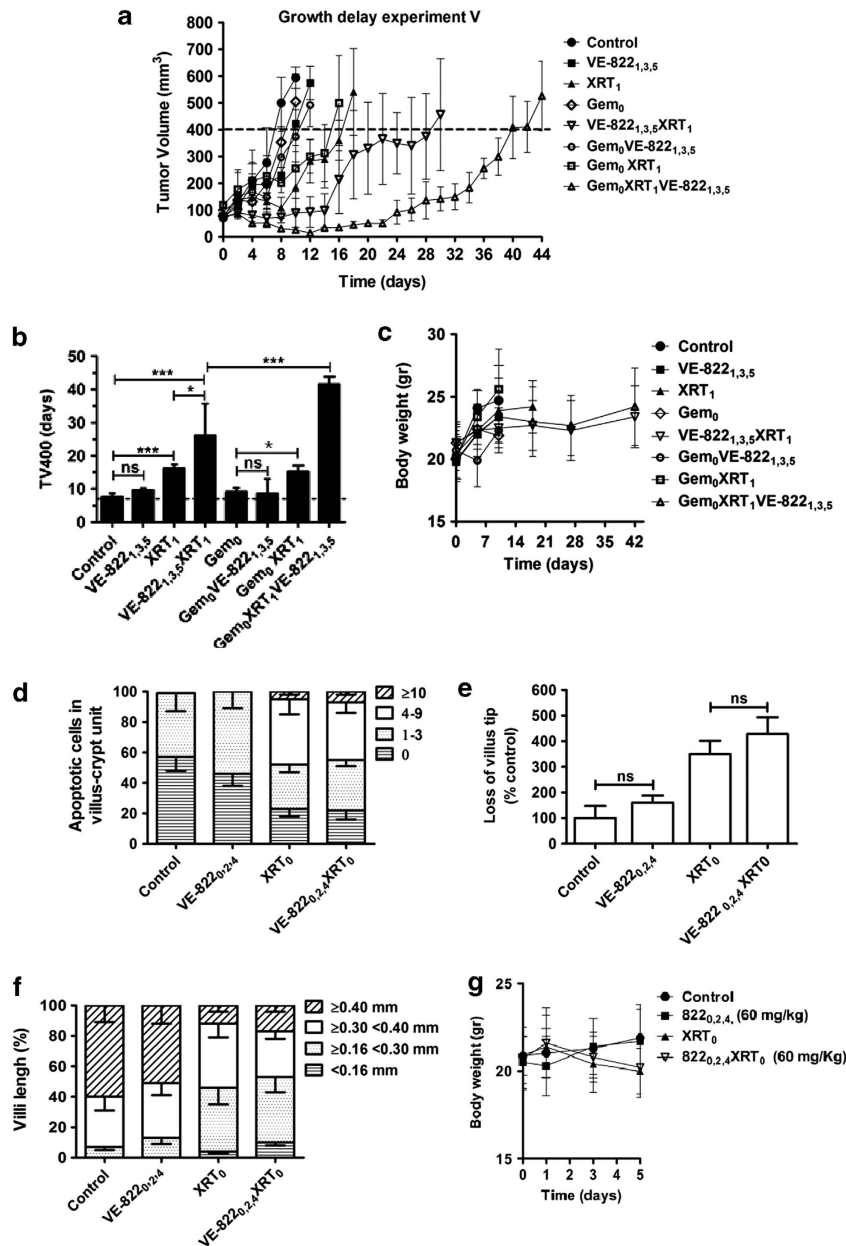 a
Growth delay experiment V
Tumor Volume (mm³)
800
700
600
500
400
300
200
100
0
0 4 8 12 16 20 24 28 32 36 40 44
Time (days)
Control
VE-822₁,₃,₅
XRT₁
Gem₀
VE-822₁,₃,₅XRT₁
Gem₀VE-822₁,₃,₅
Gem₀ XRT₁
Gem₀XRT₁VE-822₁,₃,₅
b
TV400 (days)
50
40
30
20
10
0
***
***
*
***
*
ns
ns
Control
VE-822₁,₃,₅
XRT₁
VE-822₁,₃,₅XRT₁
Gem₀
Gem₀VE-822₁,₃,₅
Gem₀ XRT₁
Gem₀XRT₁VE-822₁,₃,₅
c
Body weight (gr)
30
25
20
15
0 7 14 21 28 35 42
Time (days)
Control
VE-822₁,₃,₅
XRT₁
Gem₀
VE-822₁,₃,₅XRT₁
Gem₀VE-822₁,₃,₅
Gem₀XRT₁
Gem₀XRT₁VE-822₁,₃,₅
d
Apoptotic cells in
villus-crypt unit
100
80
60
40
20
0
Control
VE-822₀,₂,₄
XRT₀
VE-822₀,₂,₄XRT₀
≥10
4-9
1-3
0
e
Loss of villus tip
(% control)
600
500
400
300
200
100
0
ns
ns
Control
VE-822₀,₂,₄
XRT₀
VE-822 ₀,₂,₄ XRT0
f
Villi lengh (%)
100
80
60
40
20
0
Control
VE-822₀,₂,₄
XRT₀
VE-822₀,₂,₄XRT₀
≥0.40 mm
≥0.30 <0.40 mm
≥0.16 <0.30 mm
<0.16 mm
g
Body weight (gr)
25
20
15
0 1 2 3 4 5
Time (days)
Control
822₀,₂,₄, (60 mg/kg)
XRT₀
822₀,₂,₄XRT₀ (60 mg/Kg)